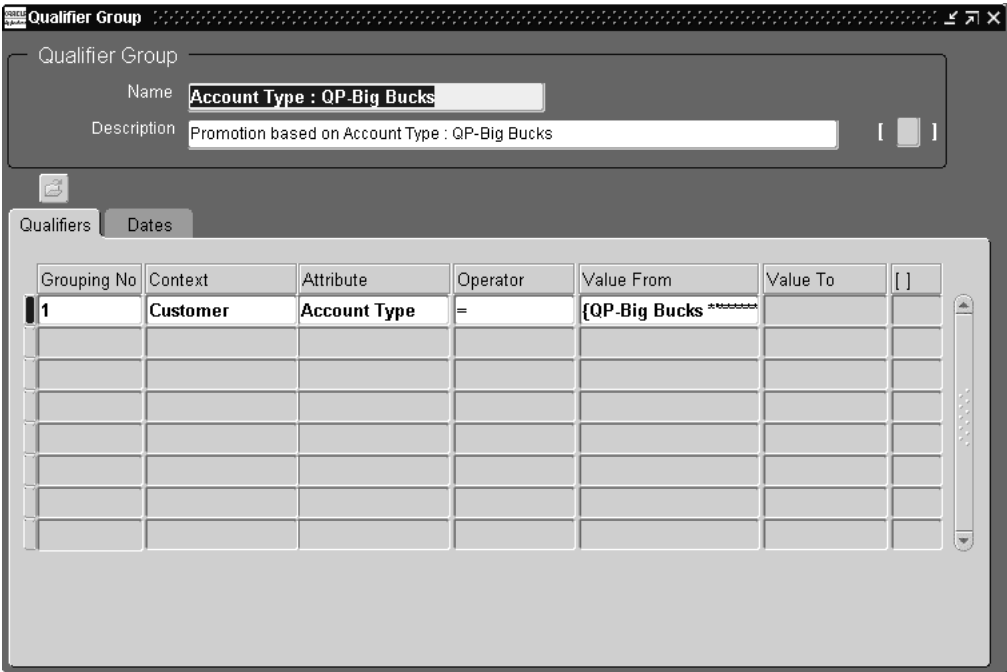 Qualifier Group
Qualifier Group
Name Account Type : QP-Big Bucks
Description Promotion based on Account Type : QP-Big Bucks [ ]
Qualifiers Dates
Grouping No Context Attribute Operator Value From Value To [ ]
1 Customer Account Type = {QP-Big Bucks